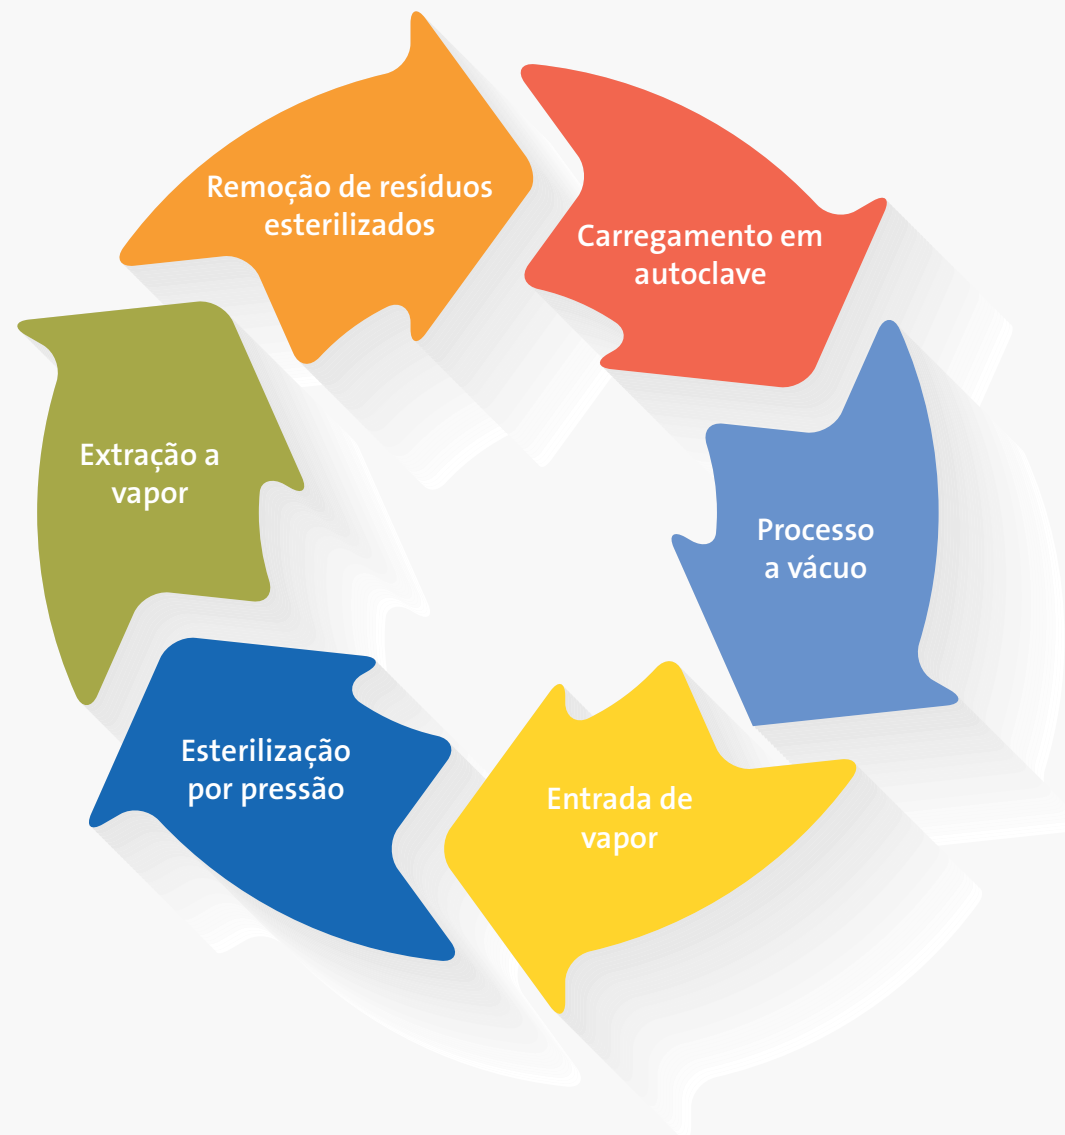 Remoção de resíduos
esterilizados
Carregamento em
autoclave
Processo
a vácuo
Entrada de
vapor
Esterilização
por pressão
Extração a
vapor